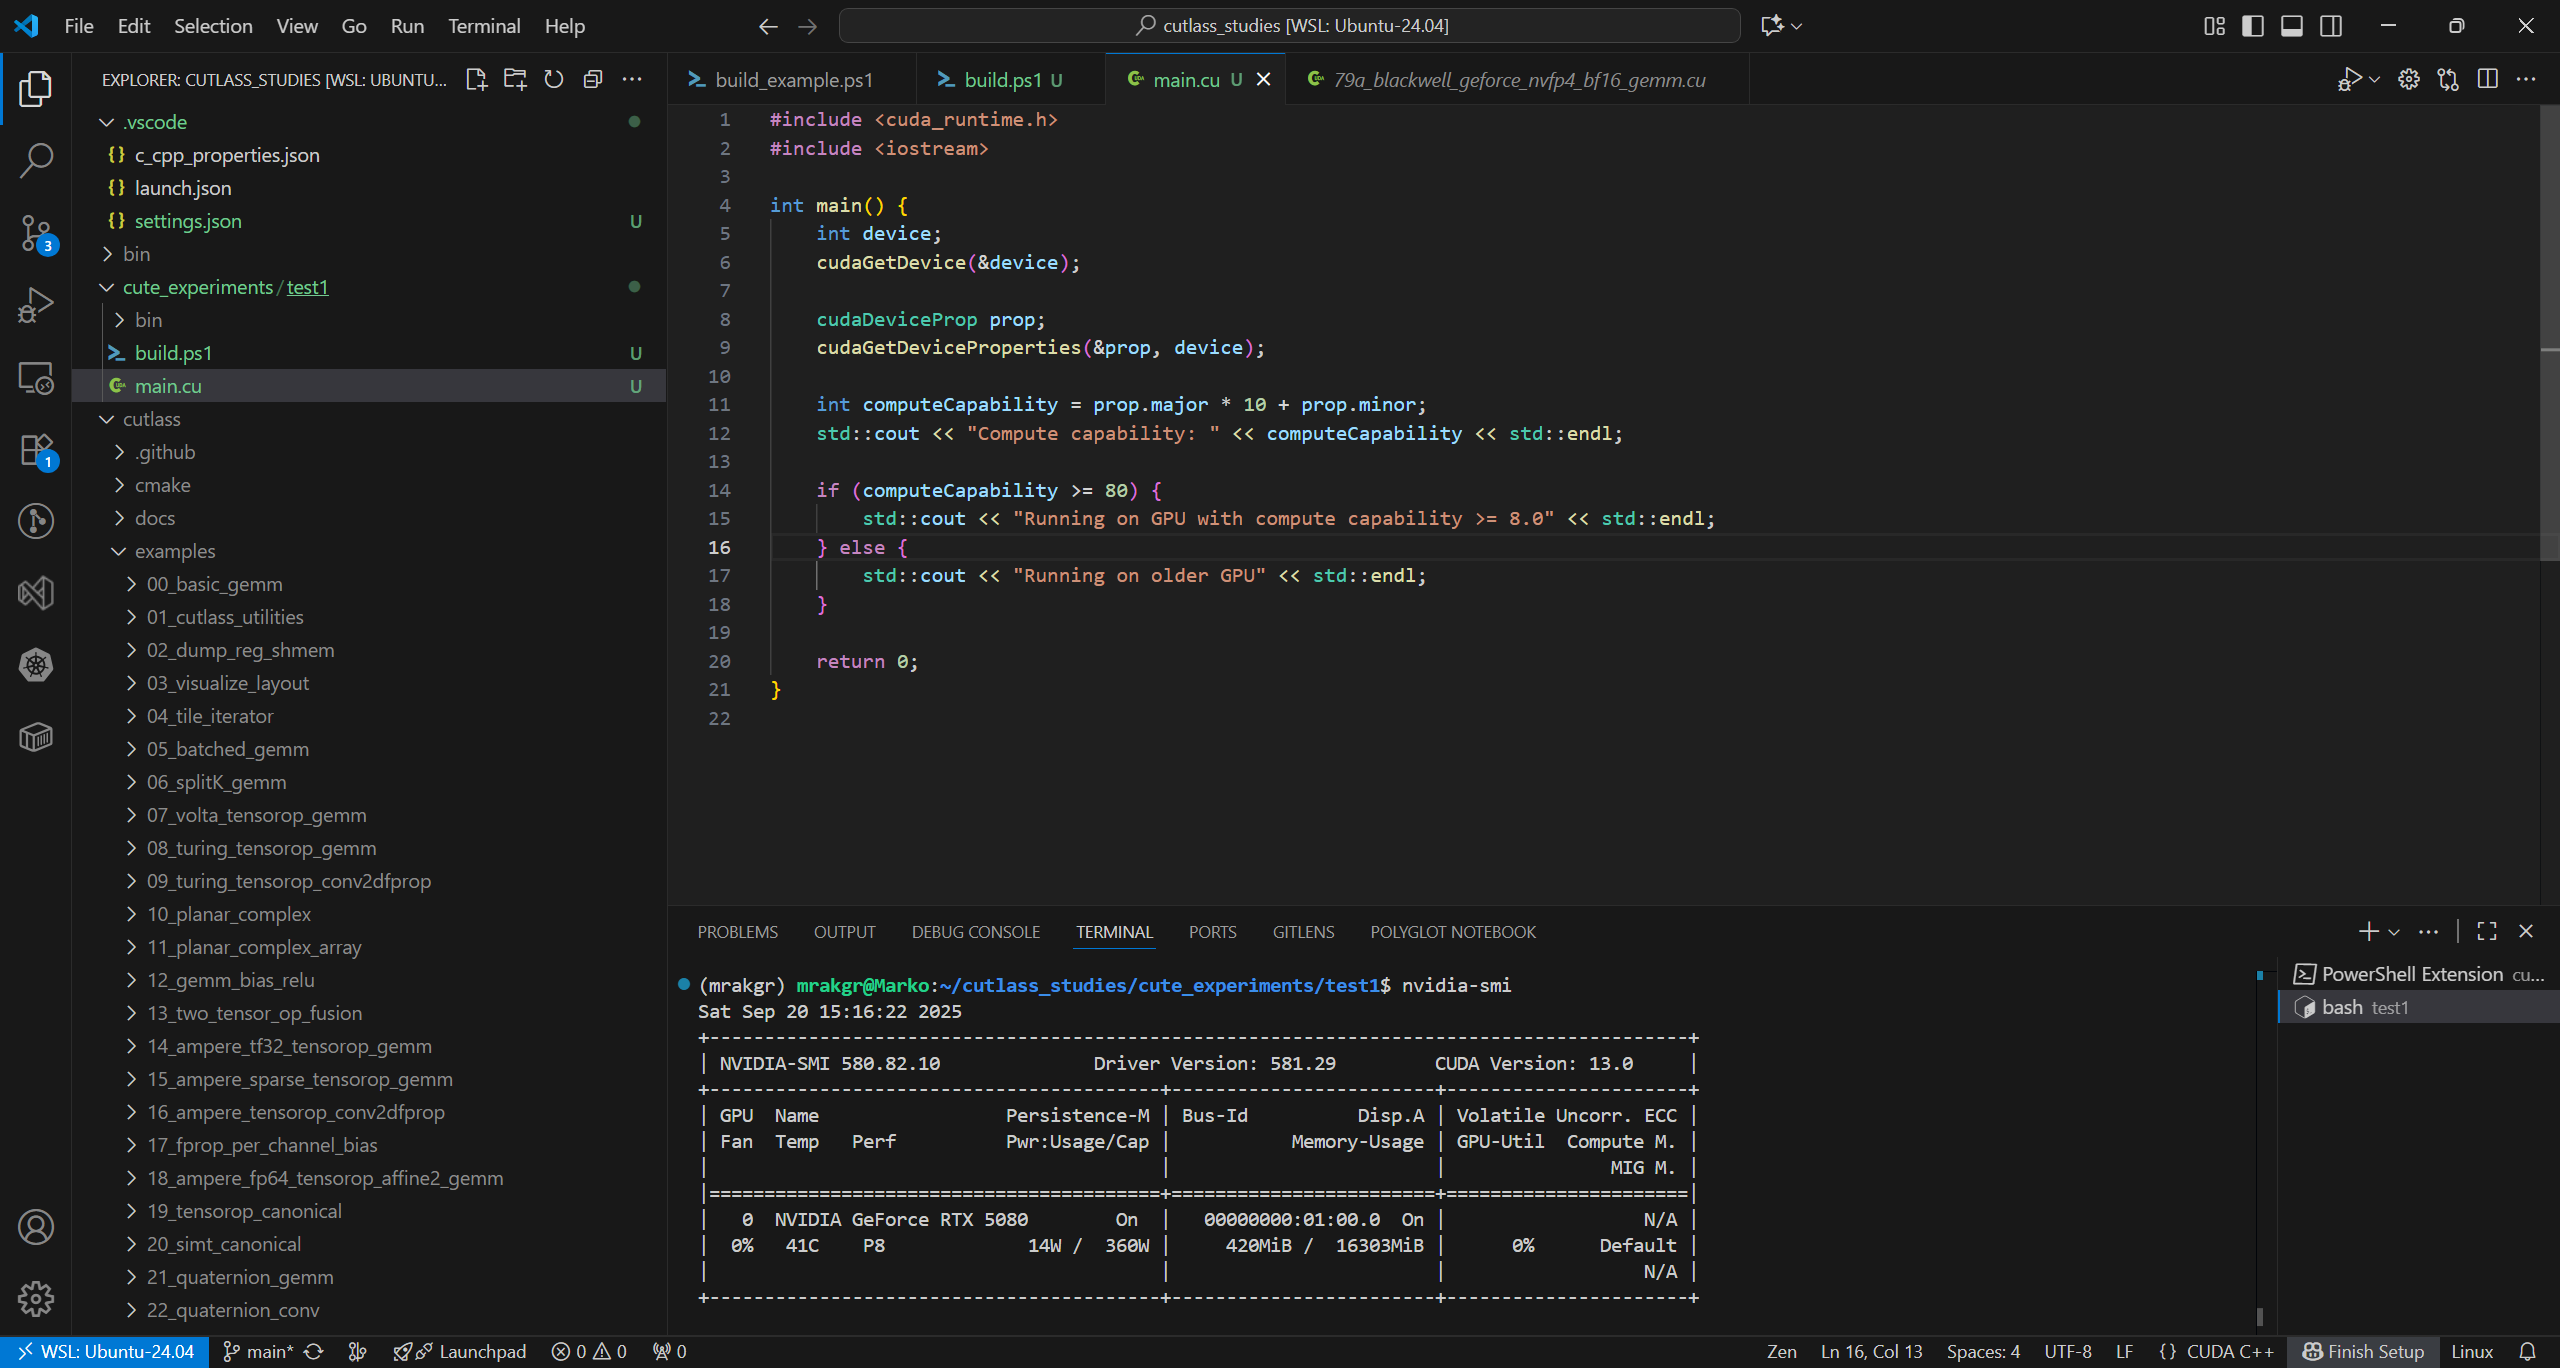 File Edit Selection View Go Run Terminal Help
cutlass_studies [WSL: Ubuntu-24.04]
EXPLORER: CUTLASS_STUDIES [WSL: UBUNTU...
.vscode
{} c_cpp_properties.json
{} launch.json
{} settings.json U
bin
cute_experiments/test1
bin
build.ps1 U
main.cu U
cutlass
.github
cmake
docs
examples
00_basic_gemm
01_cutlass_utilities
02_dump_reg_shmem
03_visualize_layout
04_tile_iterator
05_batched_gemm
06_splitK_gemm
07_volta_tensorop_gemm
08_turing_tensorop_gemm
09_turing_tensorop_conv2dfprop
10_planar_complex
11_planar_complex_array
12_gemm_bias_relu
13_two_tensor_op_fusion
14_ampere_tf32_tensorop_gemm
15_ampere_sparse_tensorop_gemm
16_ampere_tensorop_conv2dfprop
17_fprop_per_channel_bias
18_ampere_fp64_tensorop_affine2_gemm
19_tensorop_canonical
20_simt_canonical
21_quaternion_gemm
22_quaternion_conv
3
1
build_example.ps1 build.ps1 U main.cu U 79a_blackwell_geforce_nvfp4_bf16_gemm.cu
1 #include <cuda_runtime.h>
2 #include <iostream>
3
4 int main() {
5 int device;
6 cudaGetDevice(&device);
7
8 cudaDeviceProp prop;
9 cudaGetDeviceProperties(&prop, device);
10
11 int computeCapability = prop.major * 10 + prop.minor;
12 std::cout << "Compute capability: " << computeCapability << std::endl;
13
14 if (computeCapability >= 80) {
15 std::cout << "Running on GPU with compute capability >= 8.0" << std::endl;
16 } else {
17 std::cout << "Running on older GPU" << std::endl;
18 }
19
20 return 0;
21 }
22
PROBLEMS OUTPUT DEBUG CONSOLE TERMINAL PORTS GITLENS POLYGLOT NOTEBOOK
(mrakgr) mrakgr@Marko:~/cutlass_studies/cute_experiments/test1$ nvidia-smi
Sat Sep 20 15:16:22 2025
+-----------------------------------------------------------------------------------------+
| NVIDIA-SMI 580.82.10              Driver Version: 581.29         CUDA Version: 13.0     |
+-----------------------------------------+------------------------+----------------------+
| GPU  Name                 Persistence-M | Bus-Id          Disp.A | Volatile Uncorr. ECC |
| Fan  Temp   Perf          Pwr:Usage/Cap |           Memory-Usage | GPU-Util  Compute M. |
|                                         |                        |               MIG M. |
|=========================================+========================+======================|
|   0  NVIDIA GeForce RTX 5080        On  |   00000000:01:00.0  On |                  N/A |
|  0%   41C    P8             14W /  360W |     420MiB /  16303MiB |      0%      Default |
|                                         |                        |                  N/A |
+-----------------------------------------+------------------------+----------------------+
PowerShell Extension cu...
bash test1
WSL: Ubuntu-24.04 main* Launchpad 0 0 0 Zen Ln 16, Col 13 Spaces: 4 UTF-8 LF {} CUDA C++ Finish Setup Linux